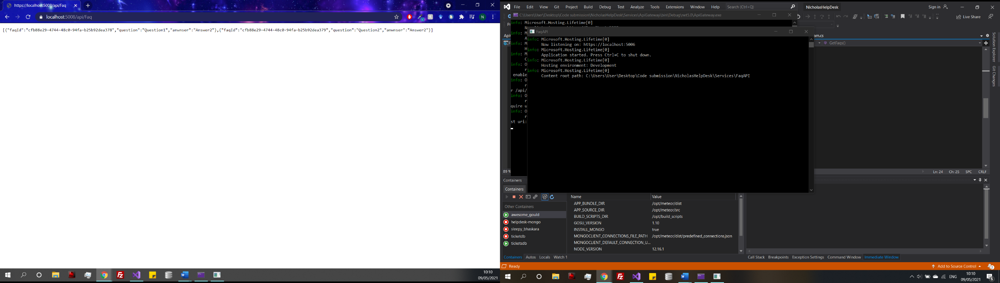 https://localhost:5008/api/Faq
localhost:5008/api/Faq
[{"faqId":"cfb88e29-4744-48c0-94fa-b25b92dea378","question":"Question1","anwnser":"Answer2"},{"faqId":"cfb88e29-4744-48c0-94fa-b25b92dea379","question":"Question2","anwnser":"Answer2"}]
10:10
09/05/2021
File Edit View Git Project Build Debug Test Analyze Tools Extensions Window Help Search (Ctrl+Q) NicholasHelpDesk Sign in
C:\Users\User\Desktop\Code submission\NicholasHelpDesk\Services\ApiGateway\bin\Debug\net5.0\ApiGateway.exe
Live Share
info: Microsoft.Hosting.Lifetime[0]
FaqAPI
info: Microsoft.Hosting.Lifetime[0]
Now listening on: https://localhost:5006
info: Microsoft.Hosting.Lifetime[0]
Application started. Press Ctrl+C to shut down.
info: Microsoft.Hosting.Lifetime[0]
Hosting environment: Development
info: Microsoft.Hosting.Lifetime[0]
Content root path: C:\Users\User\Desktop\Code submission\NicholasHelpDesk\Services\FaqAPI
info: M
info: M
info: M
info: O
enable
info: O
r /api/
info: O
quire u
info: O
st uri:
am.cs
GetFaqs()
Solution Explorer
Git Changes
89 %
Ln: 24 Ch: 25 SPC CRLF
Containers
Containers
Other Containers
awesome_gould
helpdesk-mongo
sleepy_bhaskara
ticketdb
ticketsdb
Name Value
APP_BUNDLE_DIR /opt/meteor/dist
APP_SOURCE_DIR /opt/meteor/src
BUILD_SCRIPTS_DIR /opt/build_scripts
GOSU_VERSION 1.10
INSTALL_MONGO true
MONGOCLIENT_CONNECTIONS_FILE_PATH /opt/meteor/dist/predefined_connections.json
MONGOCLIENT_DEFAULT_CONNECTION_U...
NODE_VERSION 12.16.1
Containers Autos Locals Watch 1
Call Stack Breakpoints Exception Settings Command Window Immediate Window
Ready
Add to Source Control
2
ENG
10:10
09/05/2021
6